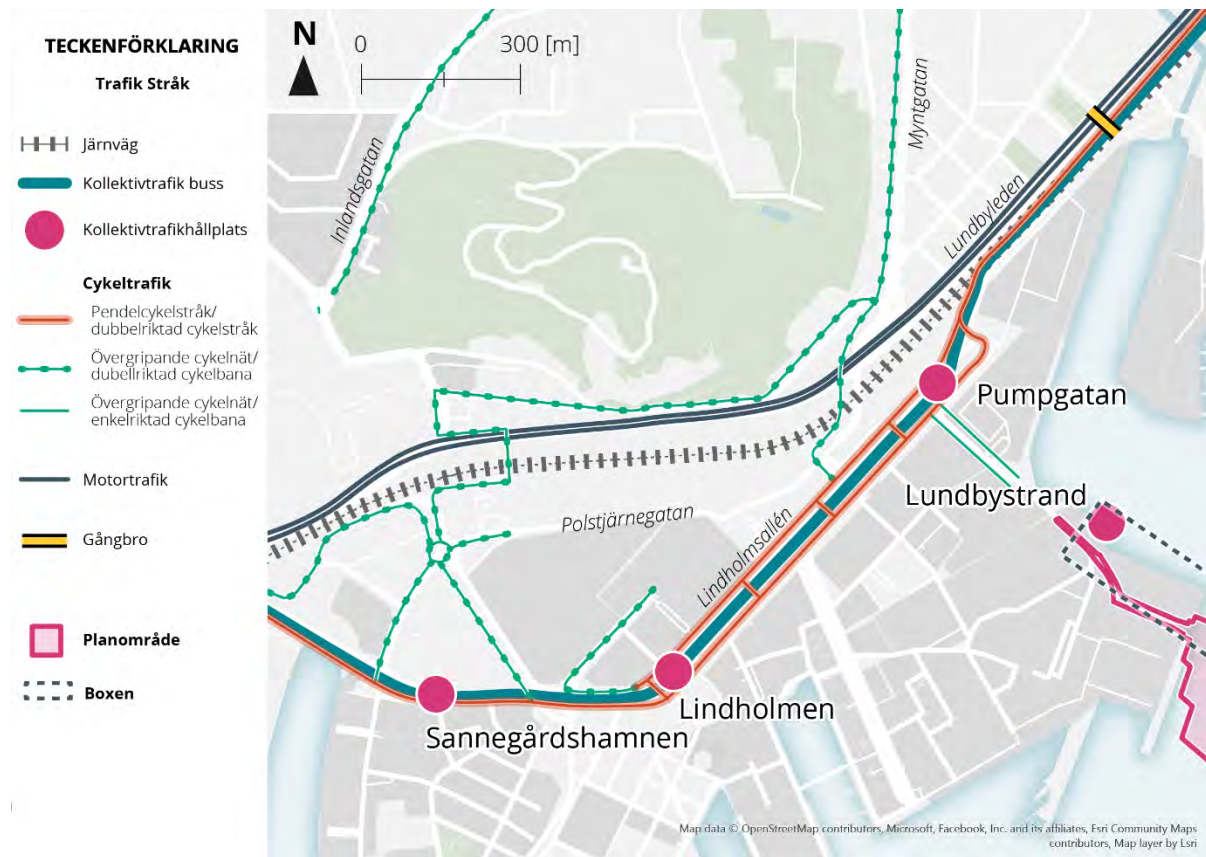 TECKENFÖRKLARING
Trafik Stråk
Järnväg
Kollektivtrafik buss
Kollektivtrafikhållplats
Cykeltrafik
Pendelcykelstråk/
dubbelriktad cykelstråk
Övergripande cykelnät/
dubellriktad cykelbana
Övergripande cykelnät/
enkelriktad cykelbana
Motortrafik
Gångbro
Planområde
Boxen
N
0 300 [m]
Inlandsgatan
Myntgatan
Lundbyleden
Pumpgatan
Lundbystrand
Polstjärnegatan
Lindholmsallén
Lindholmen
Sannegårdshamnen
Map data © OpenStreetMap contributors, Microsoft, Facebook, Inc. and its affiliates, Esri Community Maps
contributors, Map layer by Esri